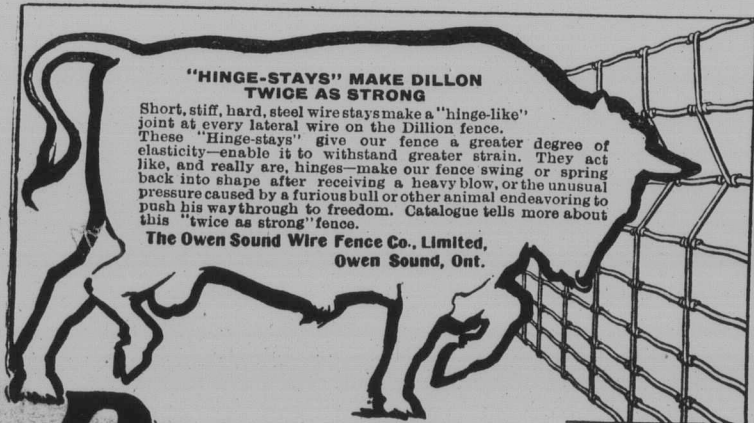 "HINGE-STAYS" MAKE DILLON
TWICE AS STRONG
Short, stiff, hard, steel wire stays make a "hinge-like"
joint at every lateral wire on the Dillion fence.
These "Hinge-stays" give our fence a greater degree of
elasticity—enable it to withstand greater strain. They act
like, and really are, hinges—make our fence swing or spring
back into shape after receiving a heavy blow, or the unusual
pressure caused by a furious bull or other animal endeavoring to
push his way through to freedom. Catalogue tells more about
this "twice as strong" fence.
The Owen Sound Wire Fence Co., Limited,
Owen Sound, Ont.